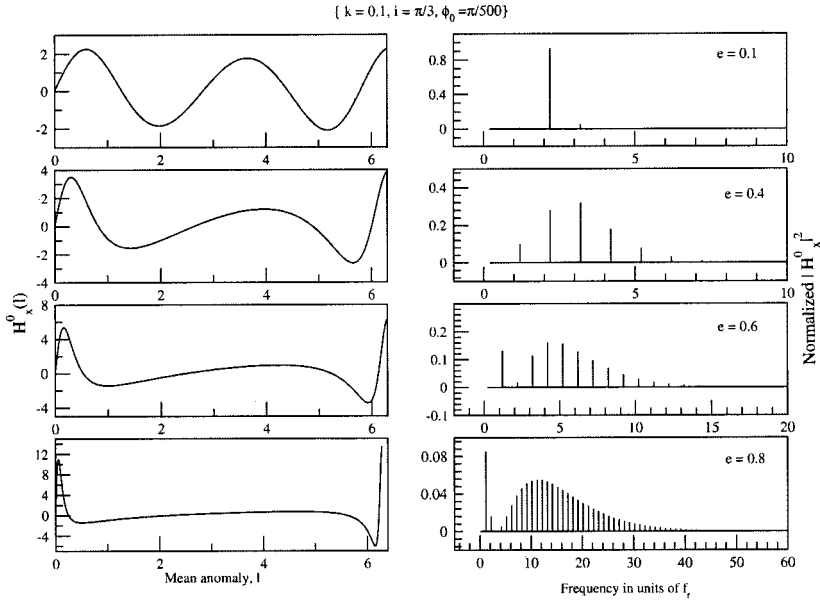 { k = 0.1, i = π/3, ϕ0 =π/500}
2
0
-2
0 2 4 6
0.8
0.4
0
e = 0.1
0 5 10
4
2
0
-2
-4
0 2 4 6
0.4
0.2
0
e = 0.4
0 5 10
8
4
0
-4
0 2 4 6
0.2
0.1
0
-0.1
e = 0.6
0 5 10 15 20
12
8
4
0
-4
0 2 4 6
0.08
0.04
0
e = 0.8
0 10 20 30 40 50 60
H0x(l)
Normalized | H0x|2
Mean anomaly, l
Frequency in units of fr